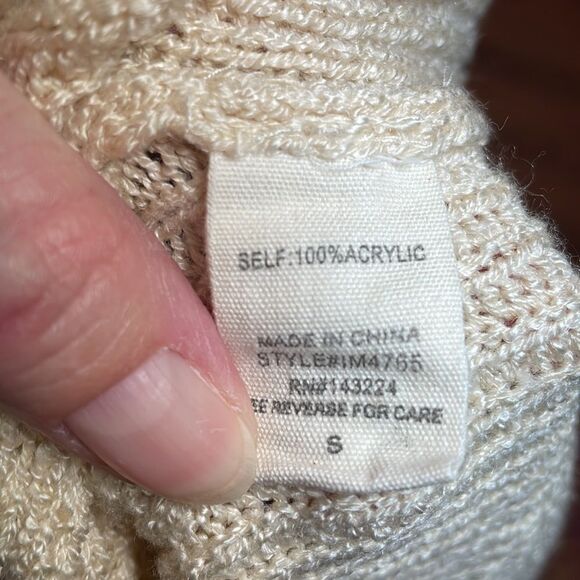 SELF:100%ACRYLIC
MADE IN CHINA
STYLE#IM4765
RN#143224
EE REVERSE FOR CARE
S